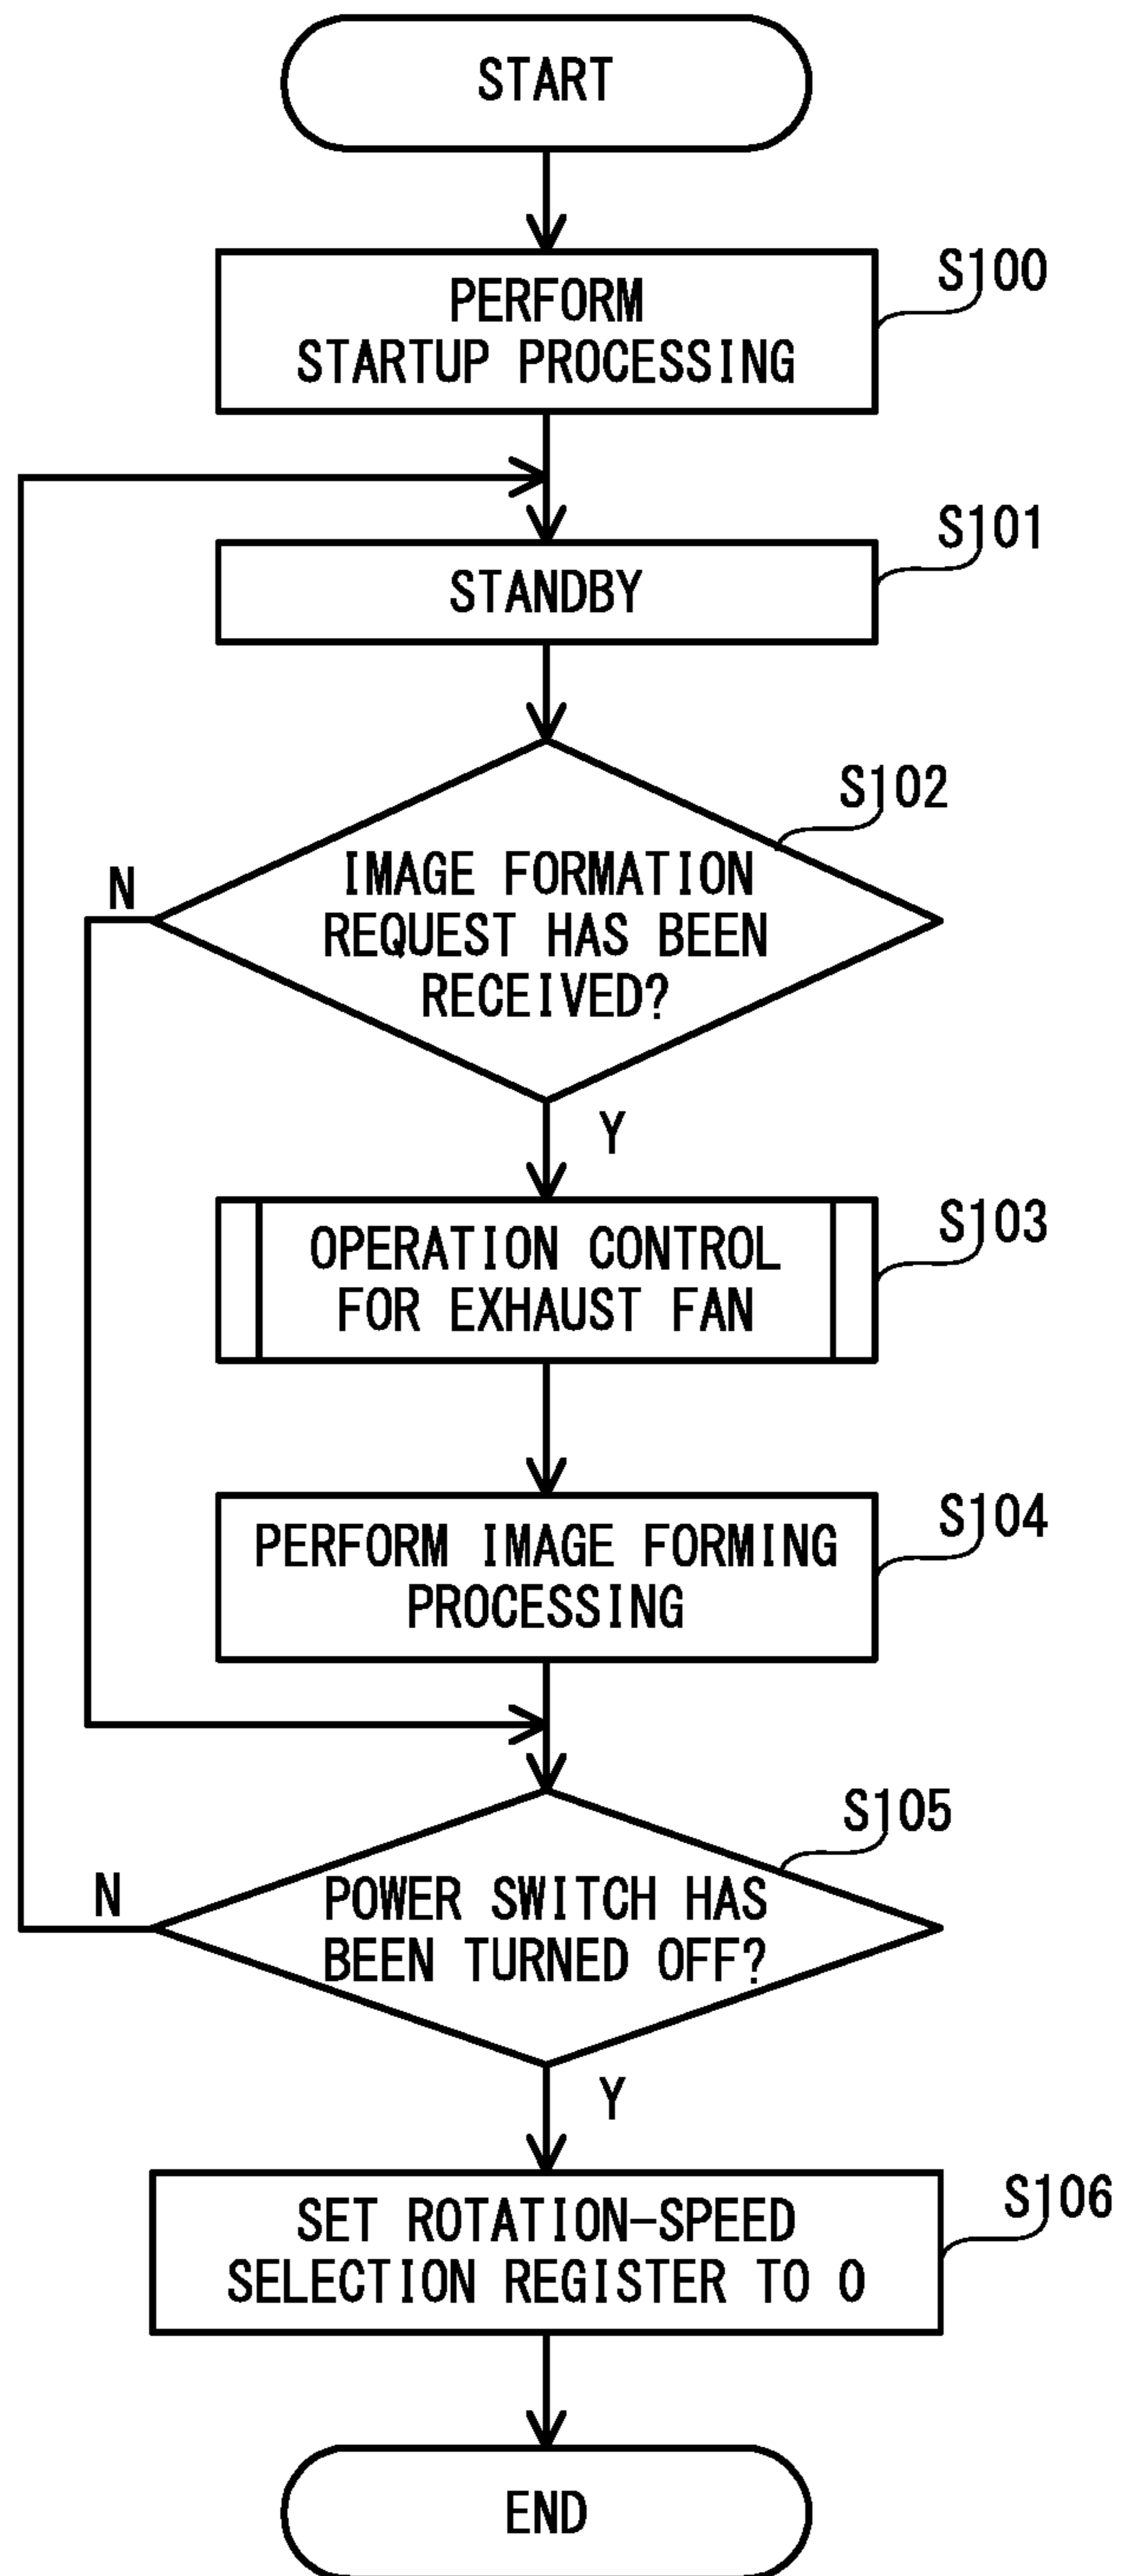 START
PERFORM
STARTUP PROCESSING
S100
STANDBY
S101
IMAGE FORMATION
REQUEST HAS BEEN
RECEIVED?
S102
N
Y
OPERATION CONTROL
FOR EXHAUST FAN
S103
PERFORM IMAGE FORMING
PROCESSING
S104
POWER SWITCH HAS
BEEN TURNED OFF?
S105
N
Y
SET ROTATION-SPEED
SELECTION REGISTER TO 0
S106
END